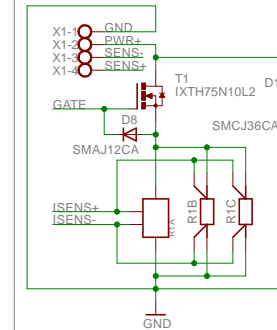 X1-1 GND
X1-2 PWR+
X1-3 SENS-
X1-4 SENS+
T1
IXTH75N10L2
GATE
D8
SMAJ12CA
SMCJ36CA
ISENS+
ISENS-
R1A
R1B
R1C
GND